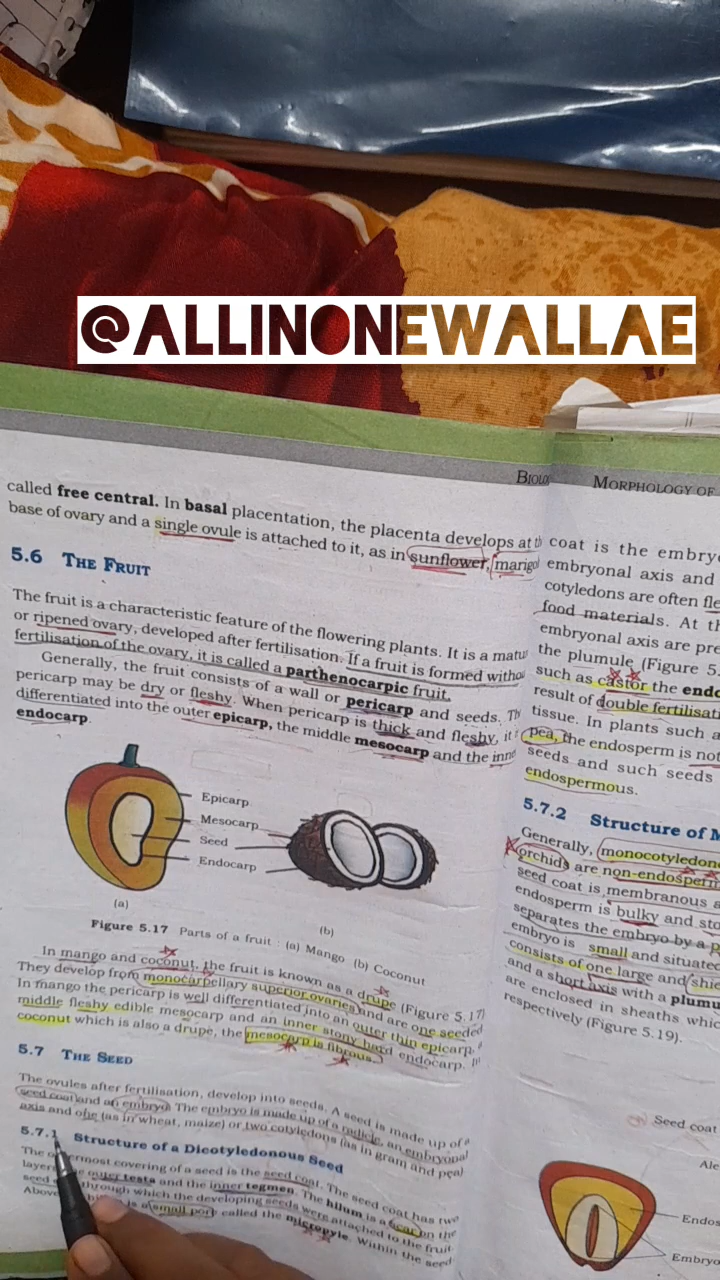 @ALLINONEWALLAE
BIOLO
called free central. In basal placentation, the placenta develops at th
base of ovary and a single ovule is attached to it, as in sunflower, marigol
5.6 THE FRUIT
The fruit is a characteristic feature of the flowering plants. It is a matu
or ripened ovary, developed after fertilisation. If a fruit is formed withou
fertilisation of the ovary, it is called a parthenocarpic fruit.
Generally, the fruit consists of a wall or pericarp and seeds. Th
pericarp may be dry or fleshy. When pericarp is thick and fleshy, it i
differentiated into the outer epicarp, the middle mesocarp and the inne
endocarp.
Epicarp
Mesocarp
Seed
Endocarp
(a)
(b)
Figure 5.17 Parts of a fruit : (a) Mango (b) Coconut
In mango and coconut, the fruit is known as a drupe (Figure 5.17)
They develop from monocarpellary superior ovaries and are one seeded
In mango the pericarp is well differentiated into an outer thin epicarp, a
middle fleshy edible mesocarp and an inner stony hard endocarp. In
coconut which is also a drupe, the mesocarp is fibrous.
5.7 THE SEED
The ovules after fertilisation, develop into seeds. A seed is made up of a
seed coat and an embryo. The embryo is made up of a radicle, an embryonal
axis and one (as in wheat, maize) or two cotyledons (as in gram and pea)
5.7.1 Structure of a Dicotyledonous Seed
The outermost covering of a seed is the seed coat. The seed coat has two
layers, the outer testa and the inner tegmen. The hilum is a scar on the
seed through which the developing seeds were attached to the fruit.
Above is a small pore called the micropyle. Within the seed
MORPHOLOGY OF
coat is the embryo
embryonal axis and
cotyledons are often fle
food materials. At th
embryonal axis are pre
the plumule (Figure 5.
such as castor the endo
result of double fertilisati
tissue. In plants such a
pea, the endosperm is not
seeds and such seeds
endospermous.
5.7.2 Structure of M
Generally, monocotyledono
orchids are non-endosperm
seed coat is membranous a
endosperm is bulky and sto
separates the embryo by a p
embryo is small and situated
consists of one large and shie
and a short axis with a plumu
are enclosed in sheaths whic
respectively (Figure 5.19).
Seed coat
Ale
Endos
Embryo